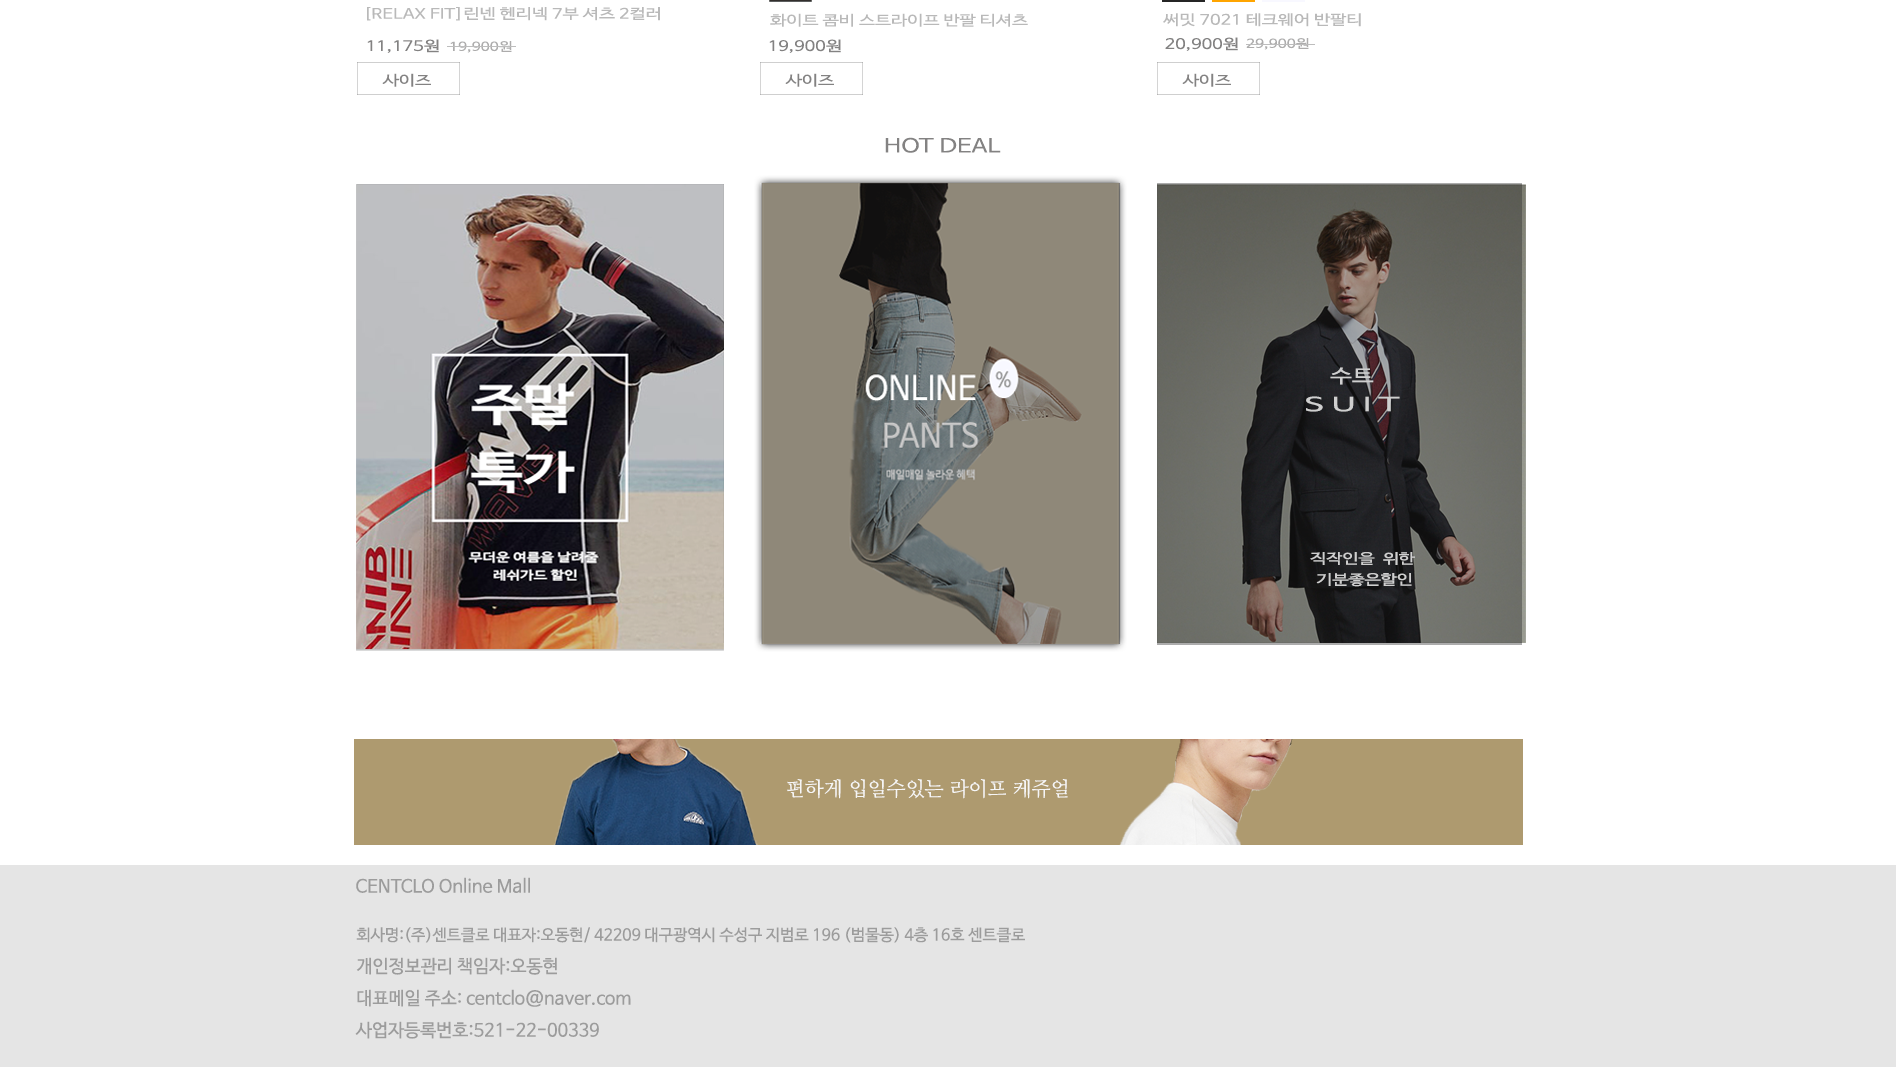 [RELAX FIT] 린넨 헨리넥 7부 셔츠 2컬러
11,175원 19,900원
사이즈
화이트 콤비 스트라이프 반팔 티셔츠
19,900원
사이즈
써밋 7021 테크웨어 반팔티
20,900원 29,900원
사이즈
HOT DEAL
주말
특가
무더운 여름을 날려줄
레쉬가드 할인
ONLINE %
PANTS
매일매일 놀라운 혜택
수트
SUIT
직작인을 위한
기분좋은할인
편하게 입일수있는 라이프 케쥬얼
CENTCLO Online Mall
회사명:(주)센트클로 대표자:오동현/ 42209 대구광역시 수성구 지범로 196 (범물동) 4층 16호 센트클로
개인정보관리 책임자:오동현
대표메일 주소: centclo@naver.com
사업자등록번호:521-22-00339